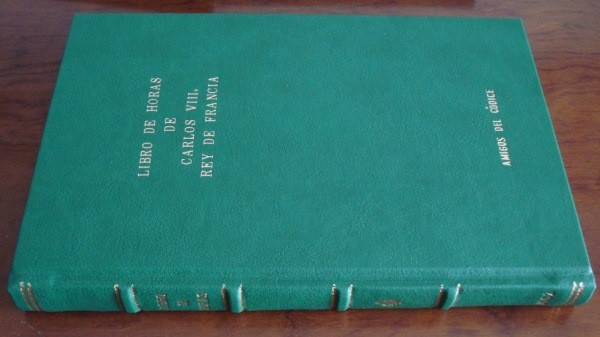 LIBRO DE HORAS
DE
CARLOS VIII,
REY DE FRANCIA
AMIGOS DEL CÓDICE